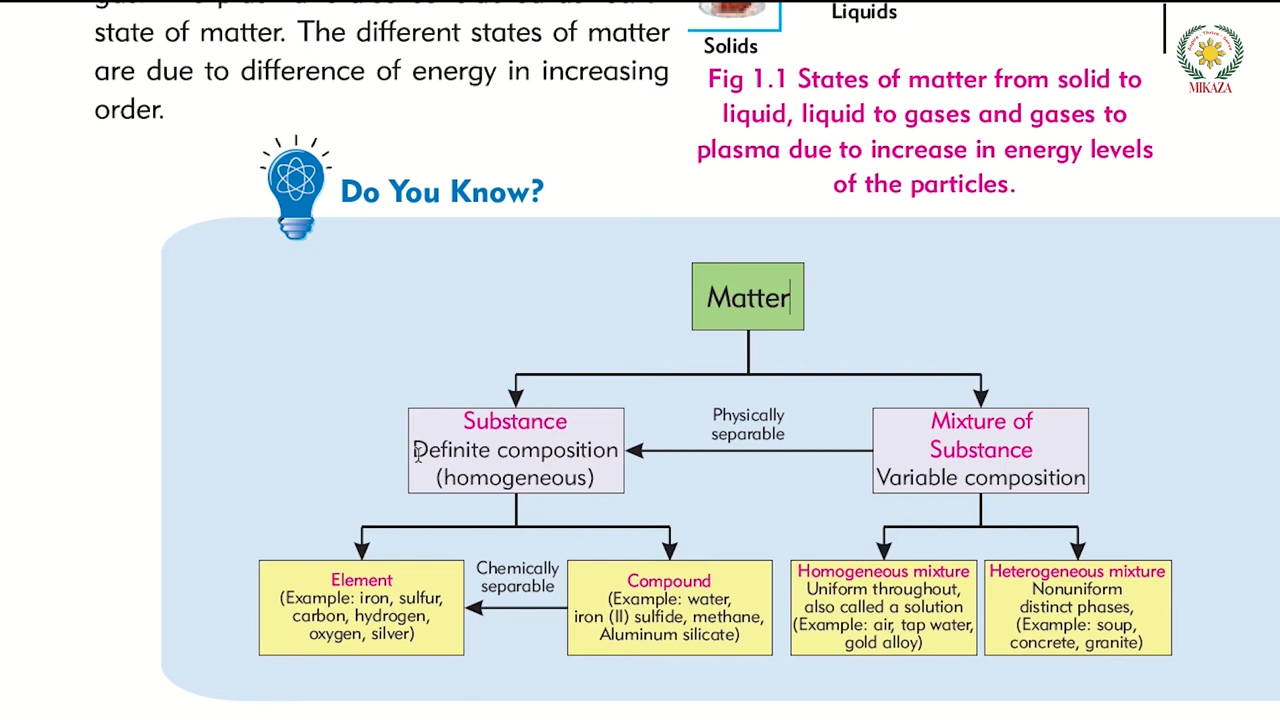 state of matter. The different states of matter
are due to difference of energy in increasing
order.
Liquids
Solids
Fig 1.1 States of matter from solid to
liquid, liquid to gases and gases to
plasma due to increase in energy levels
of the particles.
MIKAZA
Do You Know?
Matter
Substance
Definite composition
(homogeneous)
Physically
separable
Mixture of
Substance
Variable composition
Element
(Example: iron, sulfur,
carbon, hydrogen,
oxygen, silver)
Chemically
separable
Compound
(Example: water,
iron (II) sulfide, methane,
Aluminum silicate)
Homogeneous mixture
Uniform throughout,
also called a solution
(Example: air, tap water,
gold alloy)
Heterogeneous mixture
Nonuniform
distinct phases,
(Example: soup,
concrete, granite)